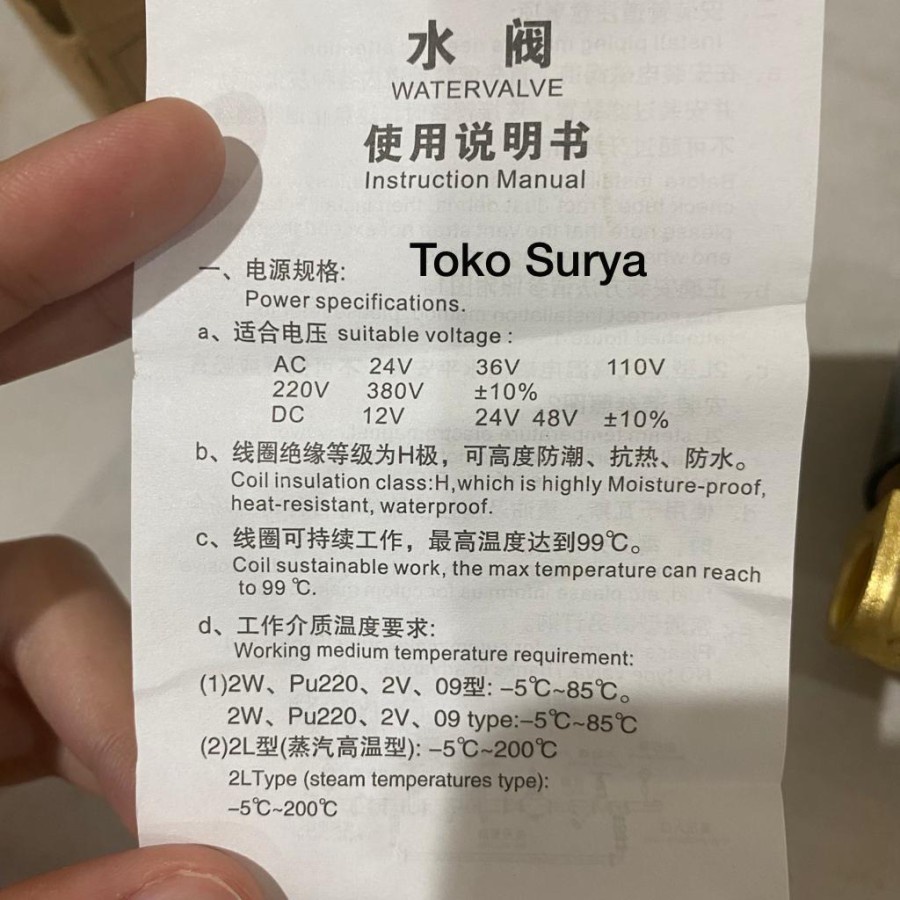 水 阀
WATERVALVE
使用说明书
Instruction Manual
Toko Surya
一、电源规格:
Power specifications.
a、适合电压 suitable voltage :
AC 24V 36V 110V
220V 380V ±10%
DC 12V 24V 48V ±10%
b、线圈绝缘等级为H极，可高度防潮、抗热、防水。
Coil insulation class:H,which is highly Moisture-proof,
heat-resistant, waterproof.
c、线圈可持续工作，最高温度达到99℃。
Coil sustainable work, the max temperature can reach
to 99 ℃.
d、工作介质温度要求:
Working medium temperature requirement:
(1)2W、Pu220、2V、09型: −5℃~85℃。
2W、Pu220、2V、09 type:−5℃~85℃
(2)2L型(蒸汽高温型): −5℃~200℃
2LType (steam temperatures type):
−5℃~200℃